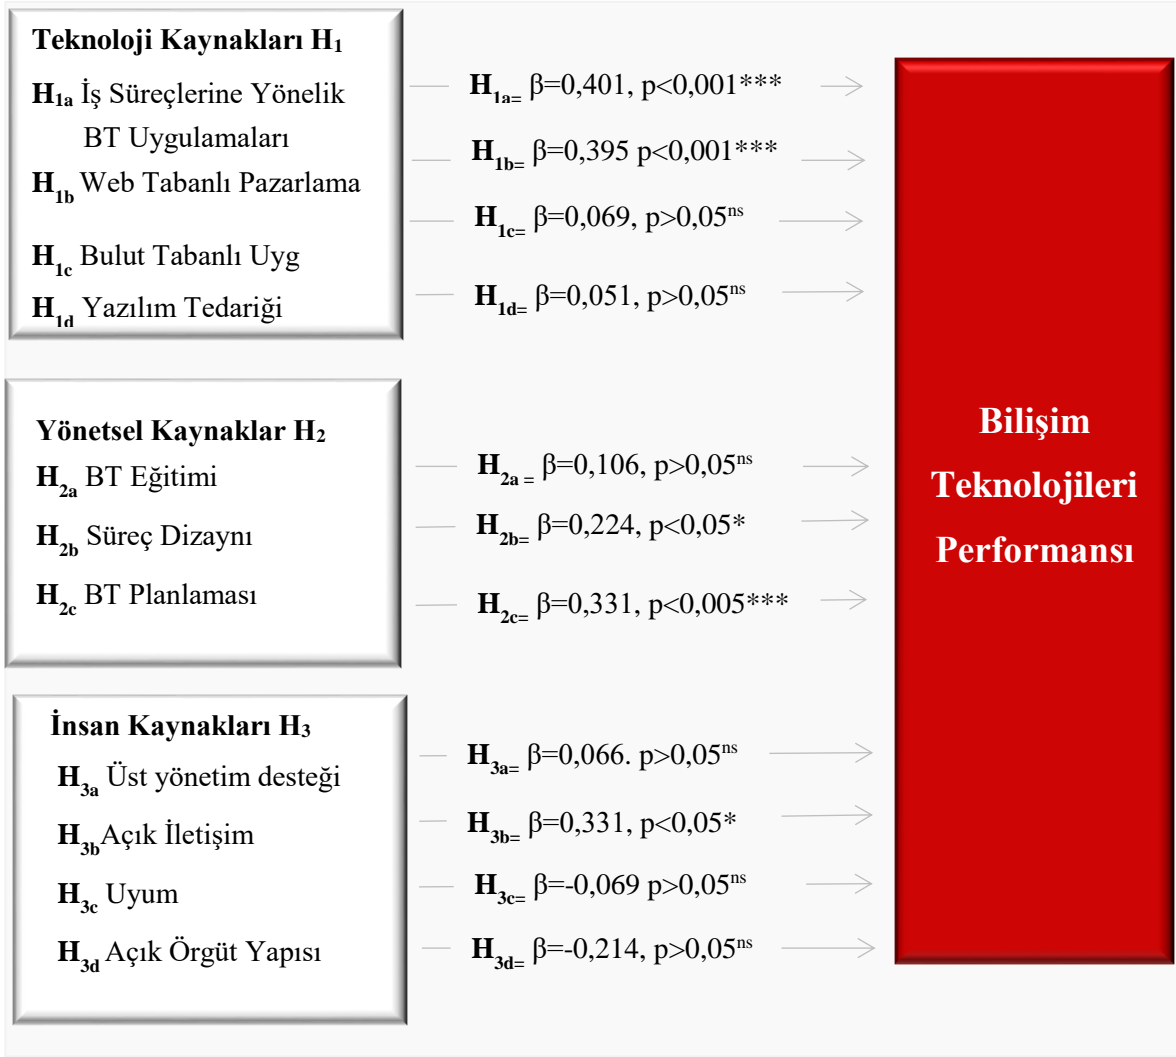 Teknoloji Kaynakları H1
H1a İş Süreçlerine Yönelik
BT Uygulamaları
H1b Web Tabanlı Pazarlama
H1c Bulut Tabanlı Uyg
H1d Yazılım Tedariği
H1a= β=0,401, p<0,001***
H1b= β=0,395 p<0,001***
H1c= β=0,069, p>0,05ns
H1d= β=0,051, p>0,05ns
Yönetsel Kaynaklar H2
H2a BT Eğitimi
H2b Süreç Dizaynı
H2c BT Planlaması
H2a = β=0,106, p>0,05ns
H2b= β=0,224, p<0,05*
H2c= β=0,331, p<0,005***
İnsan Kaynakları H3
H3a Üst yönetim desteği
H3b Açık İletişim
H3c Uyum
H3d Açık Örgüt Yapısı
H3a= β=0,066. p>0,05ns
H3b= β=0,331, p<0,05*
H3c= β=-0,069 p>0,05ns
H3d= β=-0,214, p>0,05ns
Bilişim
Teknolojileri
Performansı